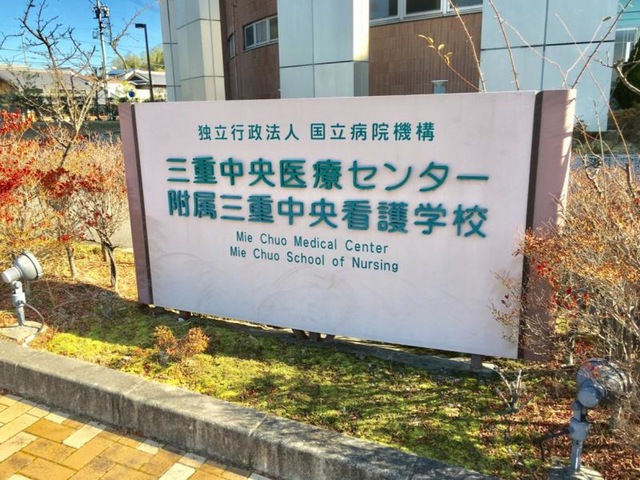 独立行政法人 国立病院機構
三重中央医療センター
附属三重中央看護学校
Mie Chuo Medical Center
Mie Chuo School of Nursing